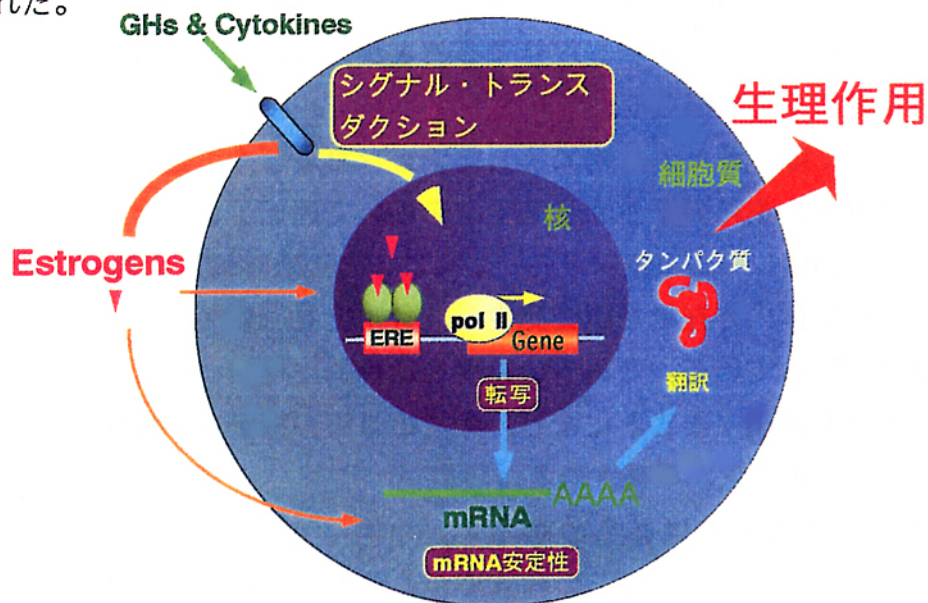 れた。
GHs & Cytokines
シグナル・トランス
ダクション
生理作用
細胞質
核
Estrogens
タンパク質
ERE
pol II
Gene
翻訳
転写
AAAA
mRNA
mRNA安定性